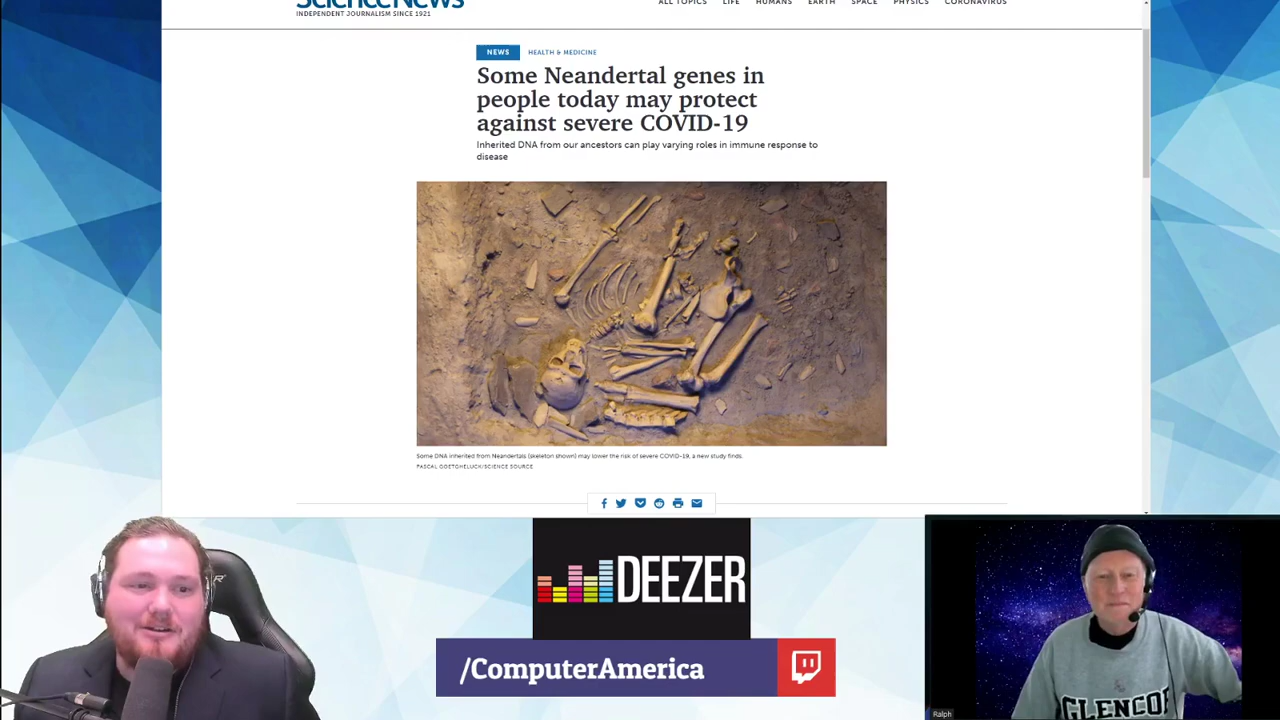 ScienceNews
INDEPENDENT JOURNALISM SINCE 1921
ALL TOPICS LIFE HUMANS EARTH SPACE PHYSICS CORONAVIRUS
NEWS HEALTH & MEDICINE
Some Neandertal genes in
people today may protect
against severe COVID-19
Inherited DNA from our ancestors can play varying roles in immune response to
disease
Some DNA inherited from Neandertals (skeleton shown) may lower the risk of severe COVID-19, a new study finds.
PASCAL GOETGHELUCK/SCIENCE SOURCE
DEEZER
/ComputerAmerica
GLENCOE
Ralph